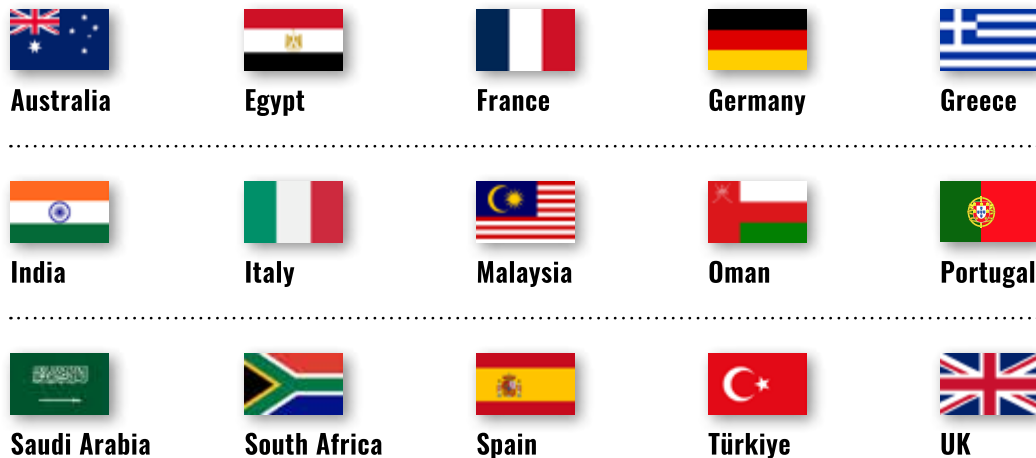 Australia Egypt France Germany Greece
India Italy Malaysia Oman Portugal
Saudi Arabia South Africa Spain Türkiye UK